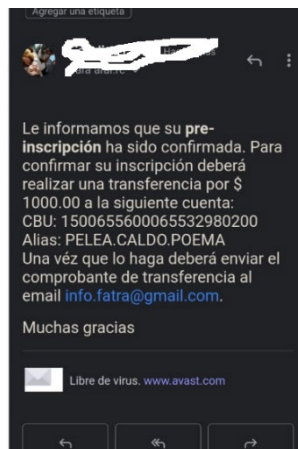 Agregar una etiqueta
Le informamos que su pre-
inscripción ha sido confirmada. Para
confirmar su inscripción deberá
realizar una transferencia por $
1000.00 a la siguiente cuenta:
CBU: 1500655600065532980200
Alias: PELEA.CALDO.POEMA
Una véz que lo haga deberá enviar el
comprobante de transferencia al
email info.fatra@gmail.com.
Muchas gracias
Libre de virus. www.avast.com